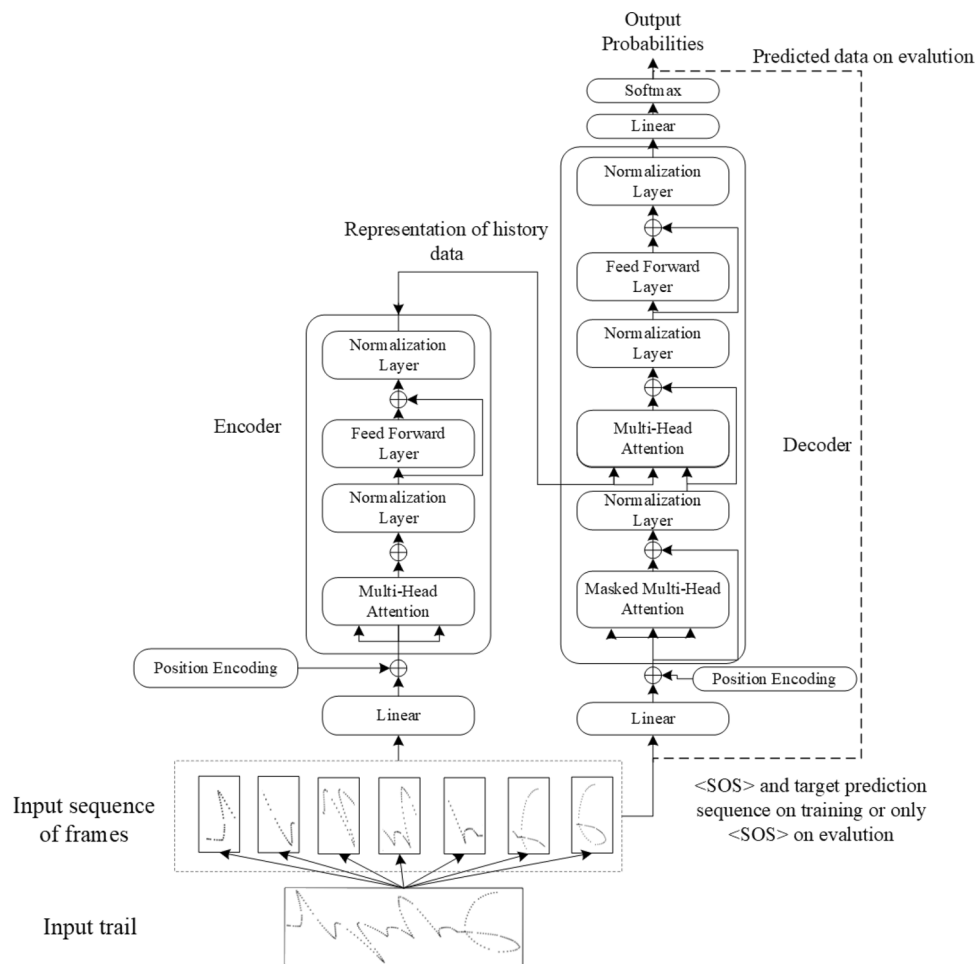 Output
Probabilities
Predicted data on evalution
Softmax
Linear
Normalization
Layer
Representation of history
data
Feed Forward
Layer
Normalization
Layer
Normalization
Layer
Encoder
Feed Forward
Layer
Multi-Head
Attention
Decoder
Normalization
Layer
Normalization
Layer
Multi-Head
Attention
Masked Multi-Head
Attention
Position Encoding
Position Encoding
Linear
Linear
Input sequence
of frames
<SOS> and target prediction
sequence on training or only
<SOS> on evalution
Input trail